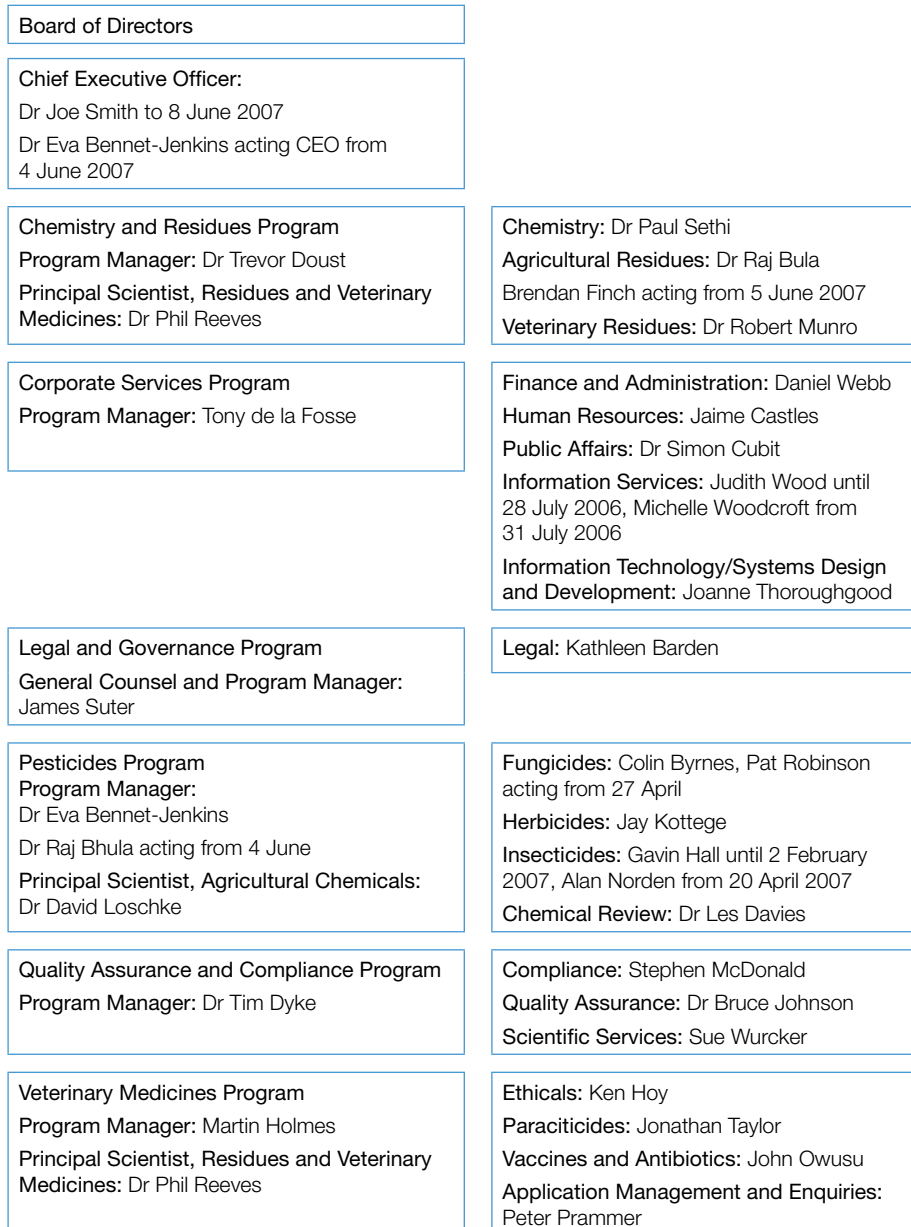 Board of Directors
Chief Executive Officer:
Dr Joe Smith to 8 June 2007
Dr Eva Bennet-Jenkins acting CEO from
4 June 2007
Chemistry and Residues Program
Program Manager: Dr Trevor Doust
Principal Scientist, Residues and Veterinary
Medicines: Dr Phil Reeves
Chemistry: Dr Paul Sethi
Agricultural Residues: Dr Raj Bula
Brendan Finch acting from 5 June 2007
Veterinary Residues: Dr Robert Munro
Corporate Services Program
Program Manager: Tony de la Fosse
Finance and Administration: Daniel Webb
Human Resources: Jaime Castles
Public Affairs: Dr Simon Cubit
Information Services: Judith Wood until
28 July 2006, Michelle Woodcroft from
31 July 2006
Information Technology/Systems Design
and Development: Joanne Thoroughgood
Legal and Governance Program
General Counsel and Program Manager:
James Suter
Legal: Kathleen Barden
Pesticides Program
Program Manager:
Dr Eva Bennet-Jenkins
Dr Raj Bhula acting from 4 June
Principal Scientist, Agricultural Chemicals:
Dr David Loschke
Fungicides: Colin Byrnes, Pat Robinson
acting from 27 April
Herbicides: Jay Kottege
Insecticides: Gavin Hall until 2 February
2007, Alan Norden from 20 April 2007
Chemical Review: Dr Les Davies
Quality Assurance and Compliance Program
Program Manager: Dr Tim Dyke
Compliance: Stephen McDonald
Quality Assurance: Dr Bruce Johnson
Scientific Services: Sue Wurcker
Veterinary Medicines Program
Program Manager: Martin Holmes
Principal Scientist, Residues and Veterinary
Medicines: Dr Phil Reeves
Ethicals: Ken Hoy
Paraciticides: Jonathan Taylor
Vaccines and Antibiotics: John Owusu
Application Management and Enquiries:
Peter Prammer